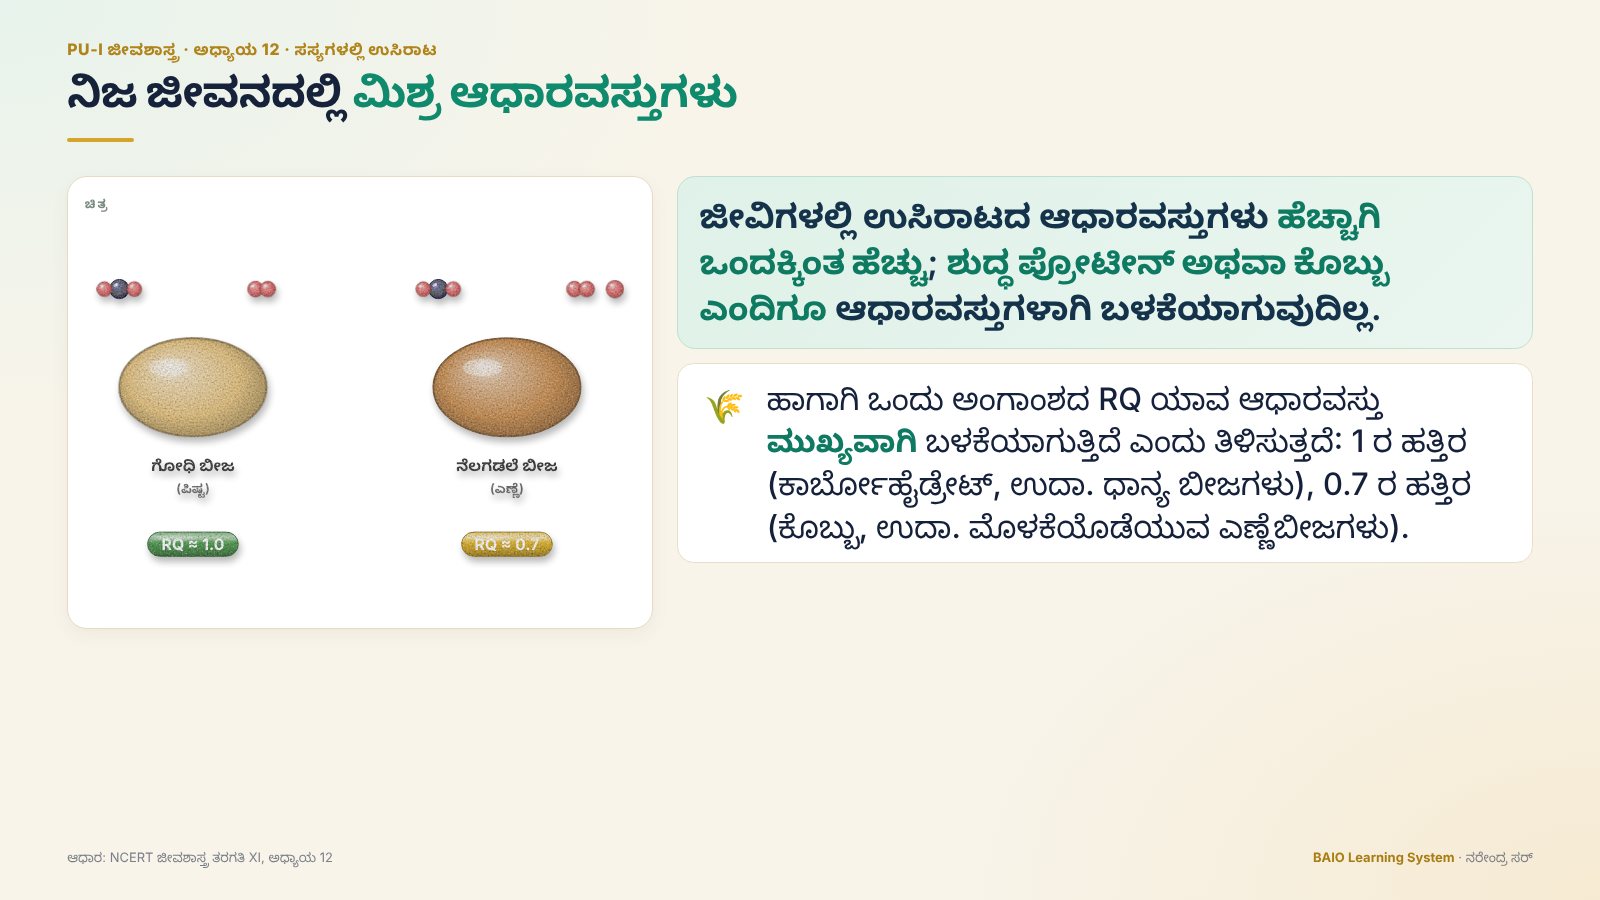 PU-I ಜೀವಶಾಸ್ತ್ರ · ಅಧ್ಯಾಯ 12 · ಸಸ್ಯಗಳಲ್ಲಿ ಉಸಿರಾಟ
ನಿಜ ಜೀವನದಲ್ಲಿ ಮಿಶ್ರ ಆಧಾರವಸ್ತುಗಳು
ಚಿತ್ರ
ಗೋಧಿ ಬೀಜ
(ಪಿಷ್ಟ)
RQ ≈ 1.0
ನೆಲಗಡಲೆ ಬೀಜ
(ಎಣ್ಣೆ)
RQ ≈ 0.7
ಜೀವಿಗಳಲ್ಲಿ ಉಸಿರಾಟದ ಆಧಾರವಸ್ತುಗಳು ಹೆಚ್ಚಾಗಿ
ಒಂದಕ್ಕಿಂತ ಹೆಚ್ಚು; ಶುದ್ಧ ಪ್ರೋಟೀನ್ ಅಥವಾ ಕೊಬ್ಬು
ಎಂದಿಗೂ ಆಧಾರವಸ್ತುಗಳಾಗಿ ಬಳಕೆಯಾಗುವುದಿಲ್ಲ.
ಹಾಗಾಗಿ ಒಂದು ಅಂಗಾಂಶದ RQ ಯಾವ ಆಧಾರವಸ್ತು
ಮುಖ್ಯವಾಗಿ ಬಳಕೆಯಾಗುತ್ತಿದೆ ಎಂದು ತಿಳಿಸುತ್ತದೆ: 1 ರ ಹತ್ತಿರ
(ಕಾರ್ಬೋಹೈಡ್ರೇಟ್, ಉದಾ. ಧಾನ್ಯ ಬೀಜಗಳು), 0.7 ರ ಹತ್ತಿರ
(ಕೊಬ್ಬು, ಉದಾ. ಮೊಳಕೆಯೊಡೆಯುವ ಎಣ್ಣೆಬೀಜಗಳು).
ಆಧಾರ: NCERT ಜೀವಶಾಸ್ತ್ರ ತರಗತಿ XI, ಅಧ್ಯಾಯ 12
BAIO Learning System · ನರೇಂದ್ರ ಸರ್